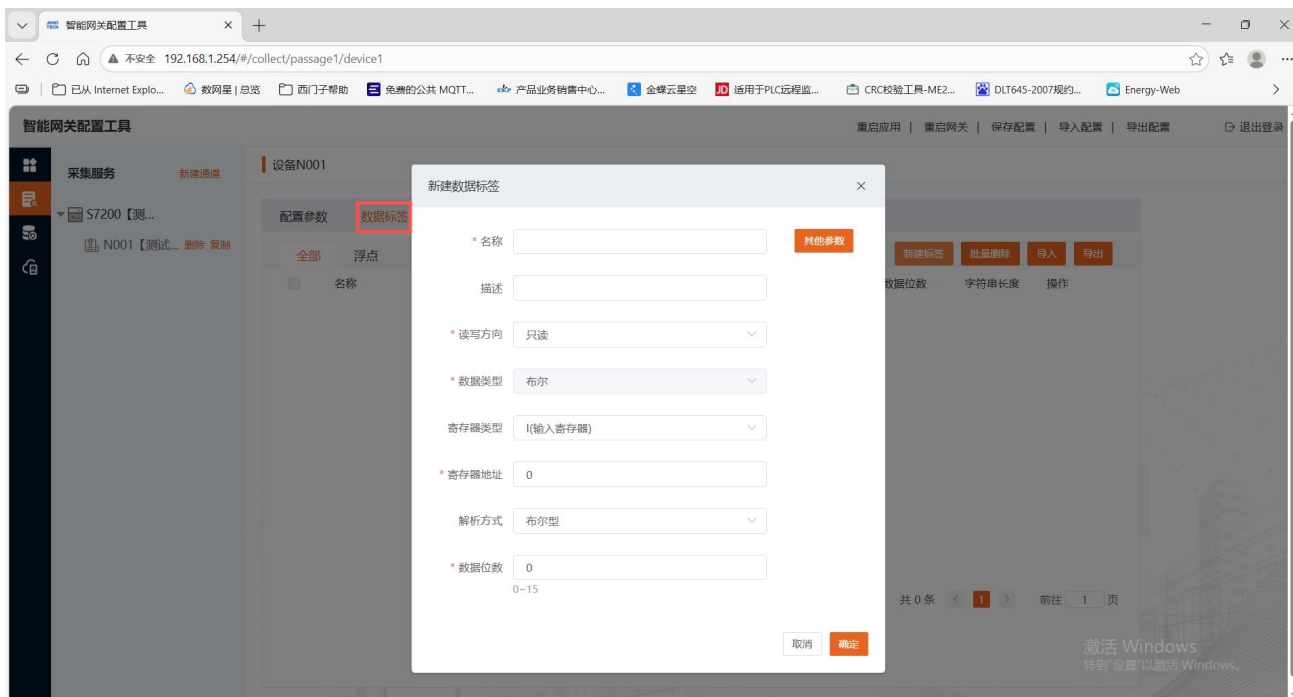 智能网关配置工具
不安全 192.168.1.254/#/collect/passage1/device1
已从 Internet Explo... 数网星|总览 西门子帮助 免费的公共 MQTT... 产品业务销售中心... 金蝶云星空 JD 适用于PLC远程监... CRC校验工具-ME2... DLT645-2007规约... Energy-Web
智能网关配置工具 重启应用 | 重启网关 | 保存配置 | 导入配置 | 导出配置 退出登录
采集服务 新建通道
S7200【测...
N001【测试... 删除 复制
设备N001
配置参数 数据标签
全部 浮点 新建标签 批量删除 导入 导出
名称 数据位数 字符串长度 操作
新建数据标签
* 名称 其他参数
描述
* 读写方向 只读
* 数据类型 布尔
寄存器类型 I(输入寄存器)
* 寄存器地址 0
解析方式 布尔型
* 数据位数 0
0~15
取消 确定
共 0 条 1 前往 1 页
激活 Windows
转到"设置"以激活 Windows。